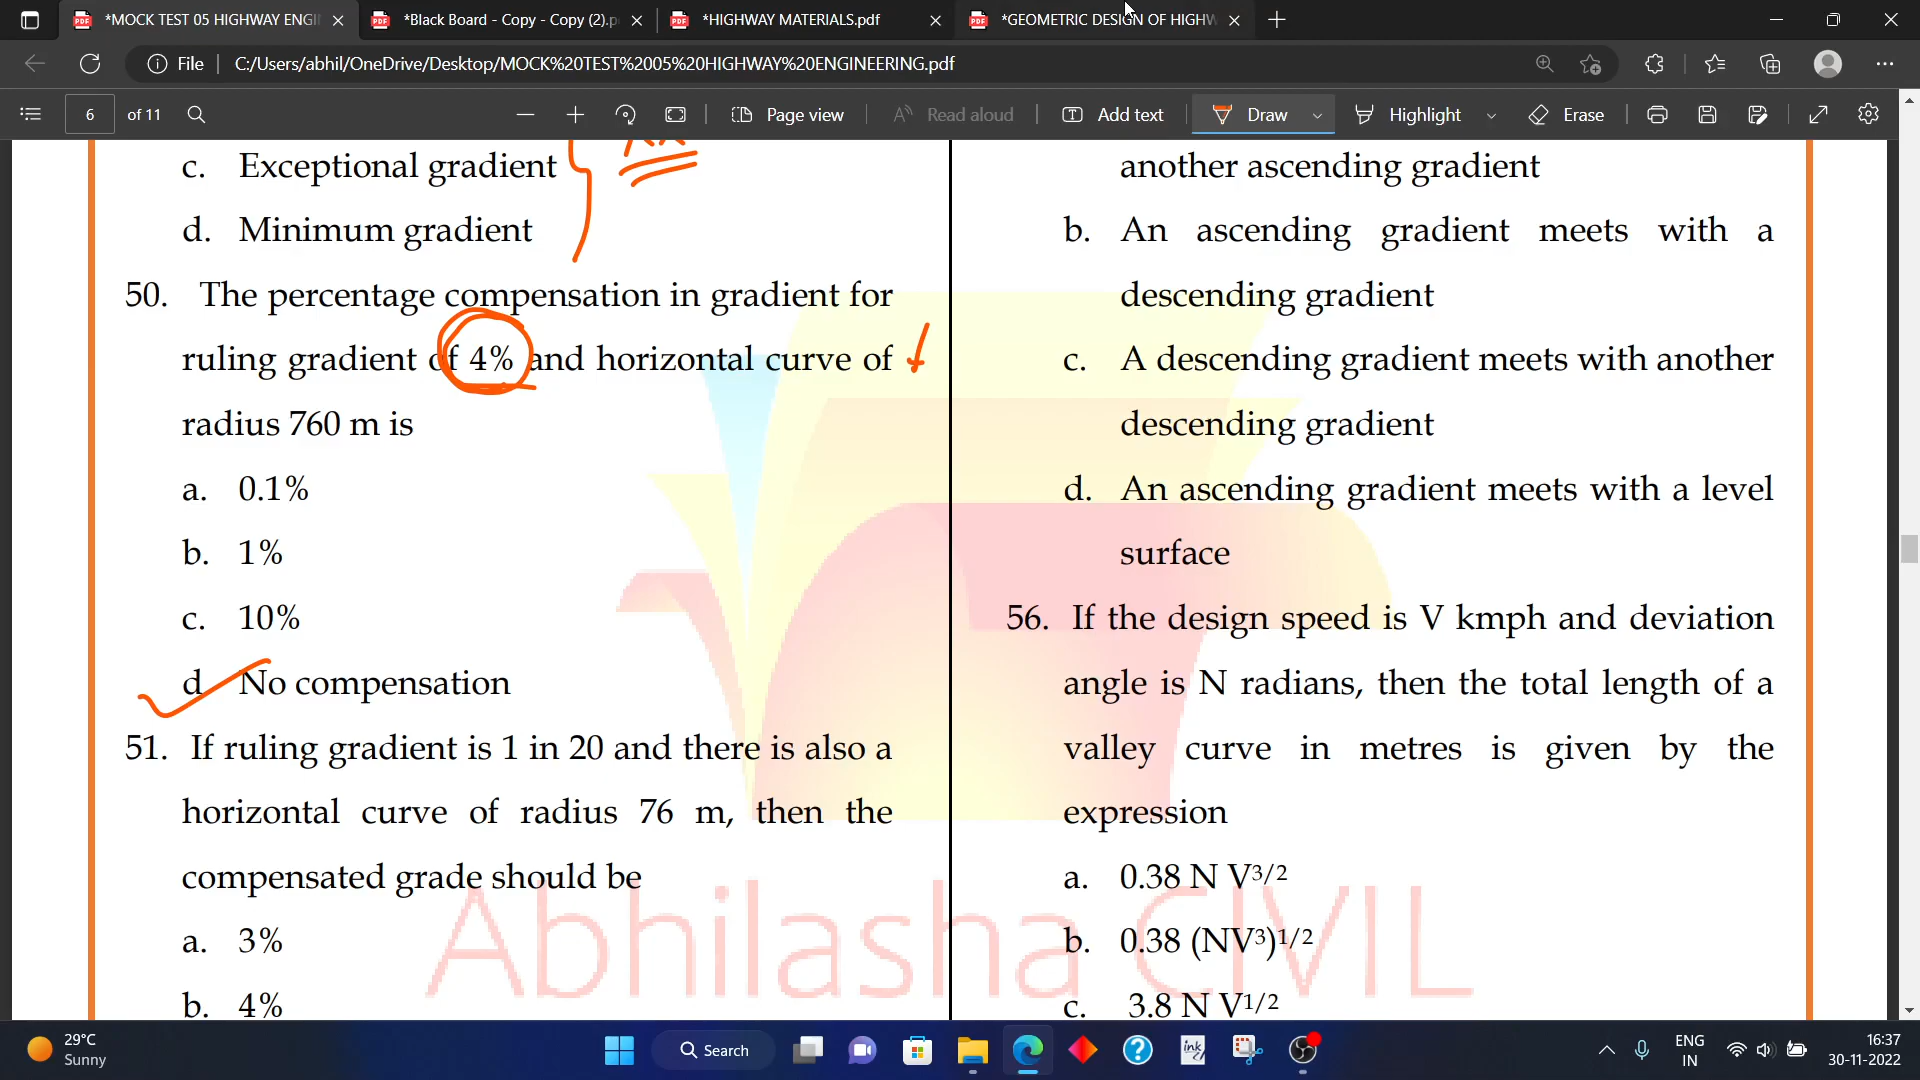 *MOCK TEST 05 HIGHWAY ENGI
*Black Board - Copy - Copy (2).p
*HIGHWAY MATERIALS.pdf
*GEOMETRIC DESIGN OF HIGHW
File
C:/Users/abhil/OneDrive/Desktop/MOCK%20TEST%2005%20HIGHWAY%20ENGINEERING.pdf
6 of 11
Page view
Read aloud
Add text
Draw
Highlight
Erase
c. Exceptional gradient
d. Minimum gradient
50. The percentage compensation in gradient for
ruling gradient of 4% and horizontal curve of
radius 760 m is
a. 0.1%
b. 1%
c. 10%
d. No compensation
51. If ruling gradient is 1 in 20 and there is also a
horizontal curve of radius 76 m, then the
compensated grade should be
a. 3%
b. 4%
another ascending gradient
b. An ascending gradient meets with a
descending gradient
c. A descending gradient meets with another
descending gradient
d. An ascending gradient meets with a level
surface
56. If the design speed is V kmph and deviation
angle is N radians, then the total length of a
valley curve in metres is given by the
expression
a. 0.38 N V3/2
b. 0.38 (NV3)1/2
c. 3.8 N V1/2
Abhilasha CIVIL
29°C
Sunny
Search
ENG
IN
16:37
30-11-2022